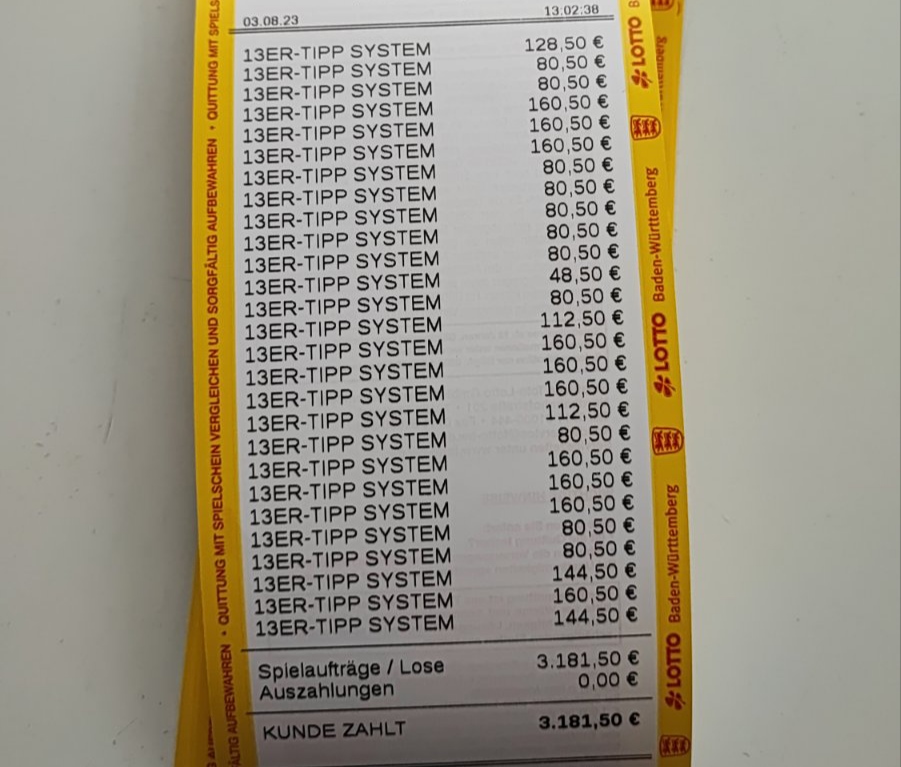 03.08.23 13:02:38
13ER-TIPP SYSTEM 128,50 €
13ER-TIPP SYSTEM 80,50 €
13ER-TIPP SYSTEM 80,50 €
13ER-TIPP SYSTEM 160,50 €
13ER-TIPP SYSTEM 160,50 €
13ER-TIPP SYSTEM 160,50 €
13ER-TIPP SYSTEM 80,50 €
13ER-TIPP SYSTEM 80,50 €
13ER-TIPP SYSTEM 80,50 €
13ER-TIPP SYSTEM 80,50 €
13ER-TIPP SYSTEM 80,50 €
13ER-TIPP SYSTEM 48,50 €
13ER-TIPP SYSTEM 80,50 €
13ER-TIPP SYSTEM 112,50 €
13ER-TIPP SYSTEM 160,50 €
13ER-TIPP SYSTEM 160,50 €
13ER-TIPP SYSTEM 160,50 €
13ER-TIPP SYSTEM 112,50 €
13ER-TIPP SYSTEM 80,50 €
13ER-TIPP SYSTEM 160,50 €
13ER-TIPP SYSTEM 160,50 €
13ER-TIPP SYSTEM 160,50 €
13ER-TIPP SYSTEM 80,50 €
13ER-TIPP SYSTEM 80,50 €
13ER-TIPP SYSTEM 144,50 €
13ER-TIPP SYSTEM 160,50 €
13ER-TIPP SYSTEM 144,50 €
Spielaufträge / Lose 3.181,50 €
Auszahlungen 0,00 €
KUNDE ZAHLT 3.181,50 €
ÄLTIG AUFBEWAHREN • QUITTUNG MIT SPIELSCHEIN VERGLEICHEN UND SORGFÄLTIG AUFBEWAHREN • QUITTUNG MIT SPIELS
LOTTO B
LOTTO Baden-Württemberg
LOTTO Baden-Württemberg